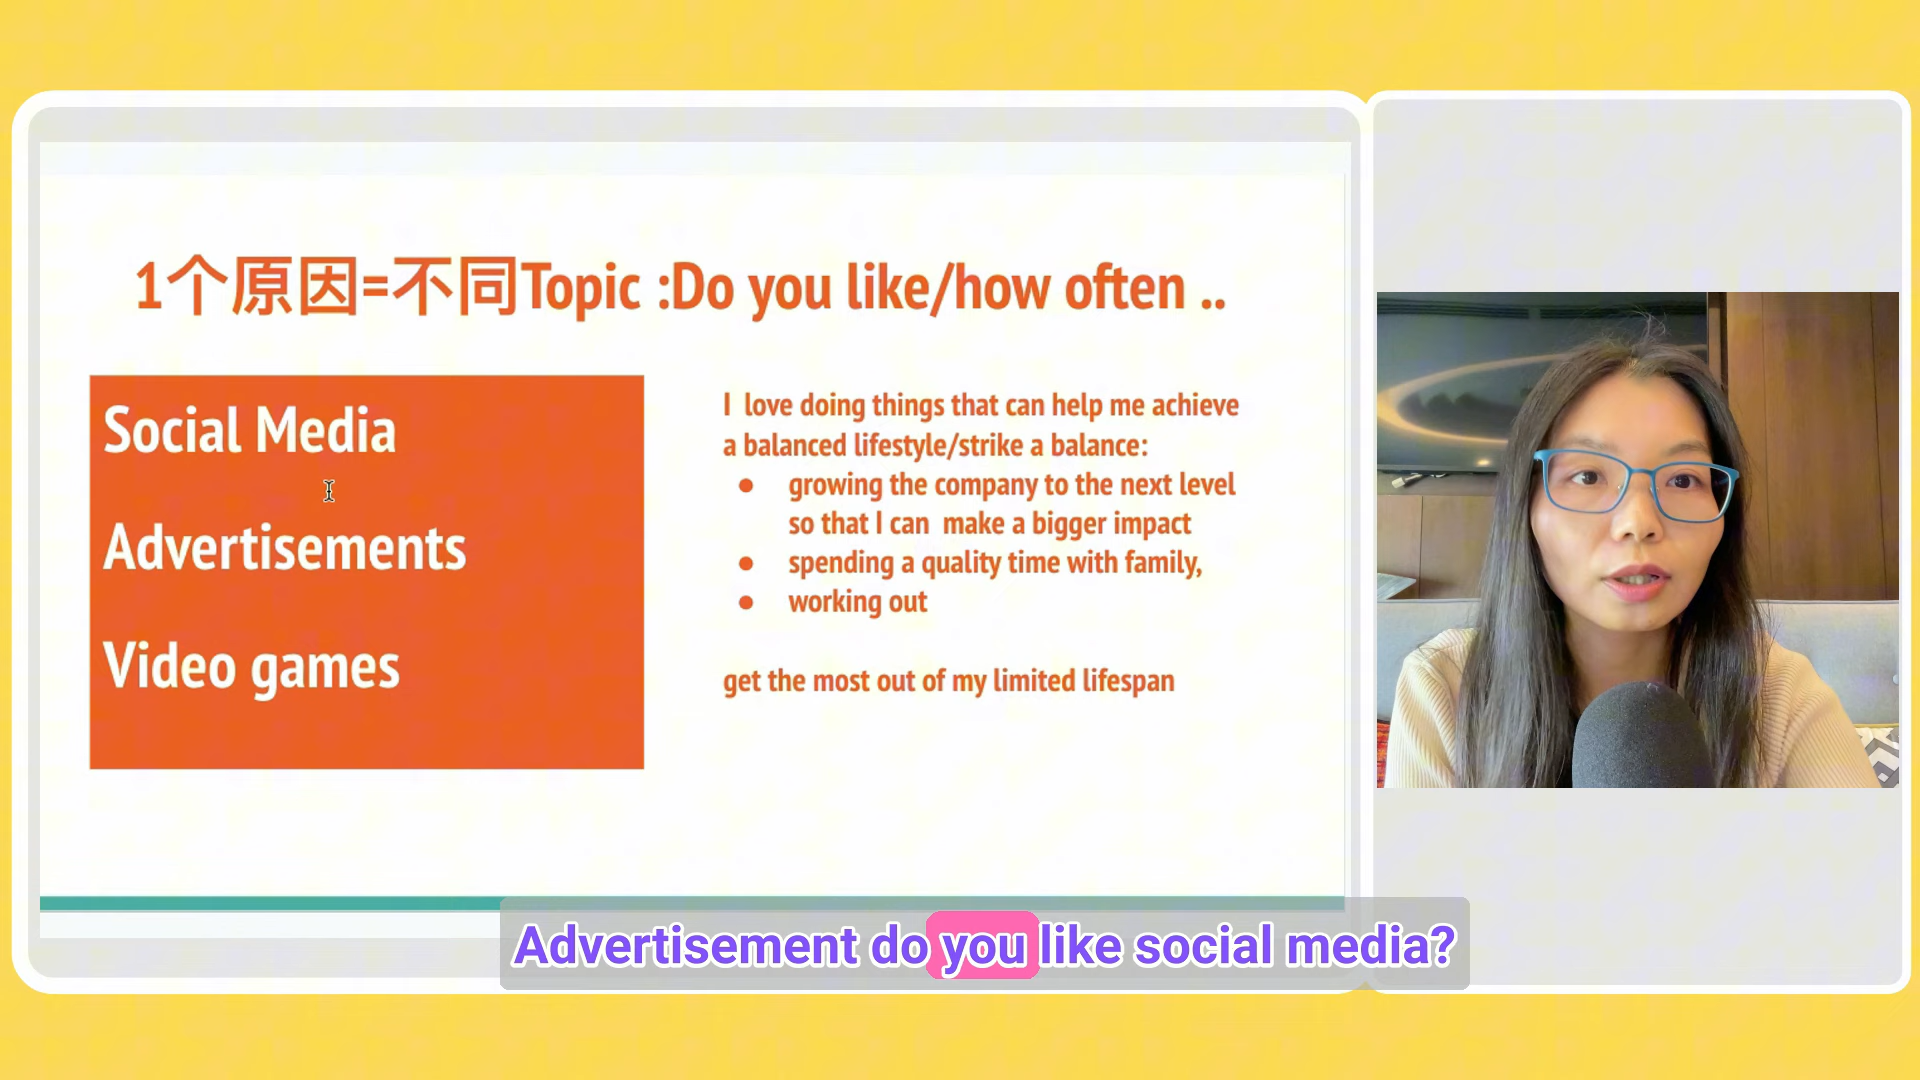 1个原因=不同Topic :Do you like/how often ..
Social Media
Advertisements
Video games
I love doing things that can help me achieve
a balanced lifestyle/strike a balance:
● growing the company to the next level
so that I can make a bigger impact
● spending a quality time with family,
● working out
get the most out of my limited lifespan
Advertisement do you like social media?